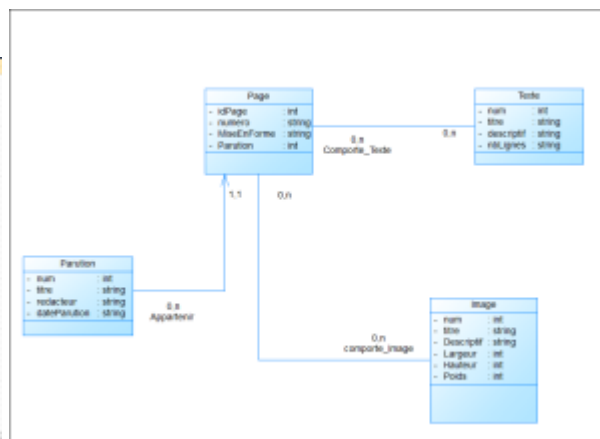 Page
- idPage : int
- numero : string
- MiseEnForme : string
- Parution : int
Texte
- num : int
- titre : string
- descriptif : string
- nbLignes : string
0,n
Comporte_Texte
0,n
1,1
0,n
Parution
- num : int
- titre : string
- redacteur : string
- dateParution : string
0,n
Appartenir
Image
- num : int
- titre : string
- Descriptif : string
- Largeur : int
- Hauteur : int
- Poids : int
0,n
comporte_image